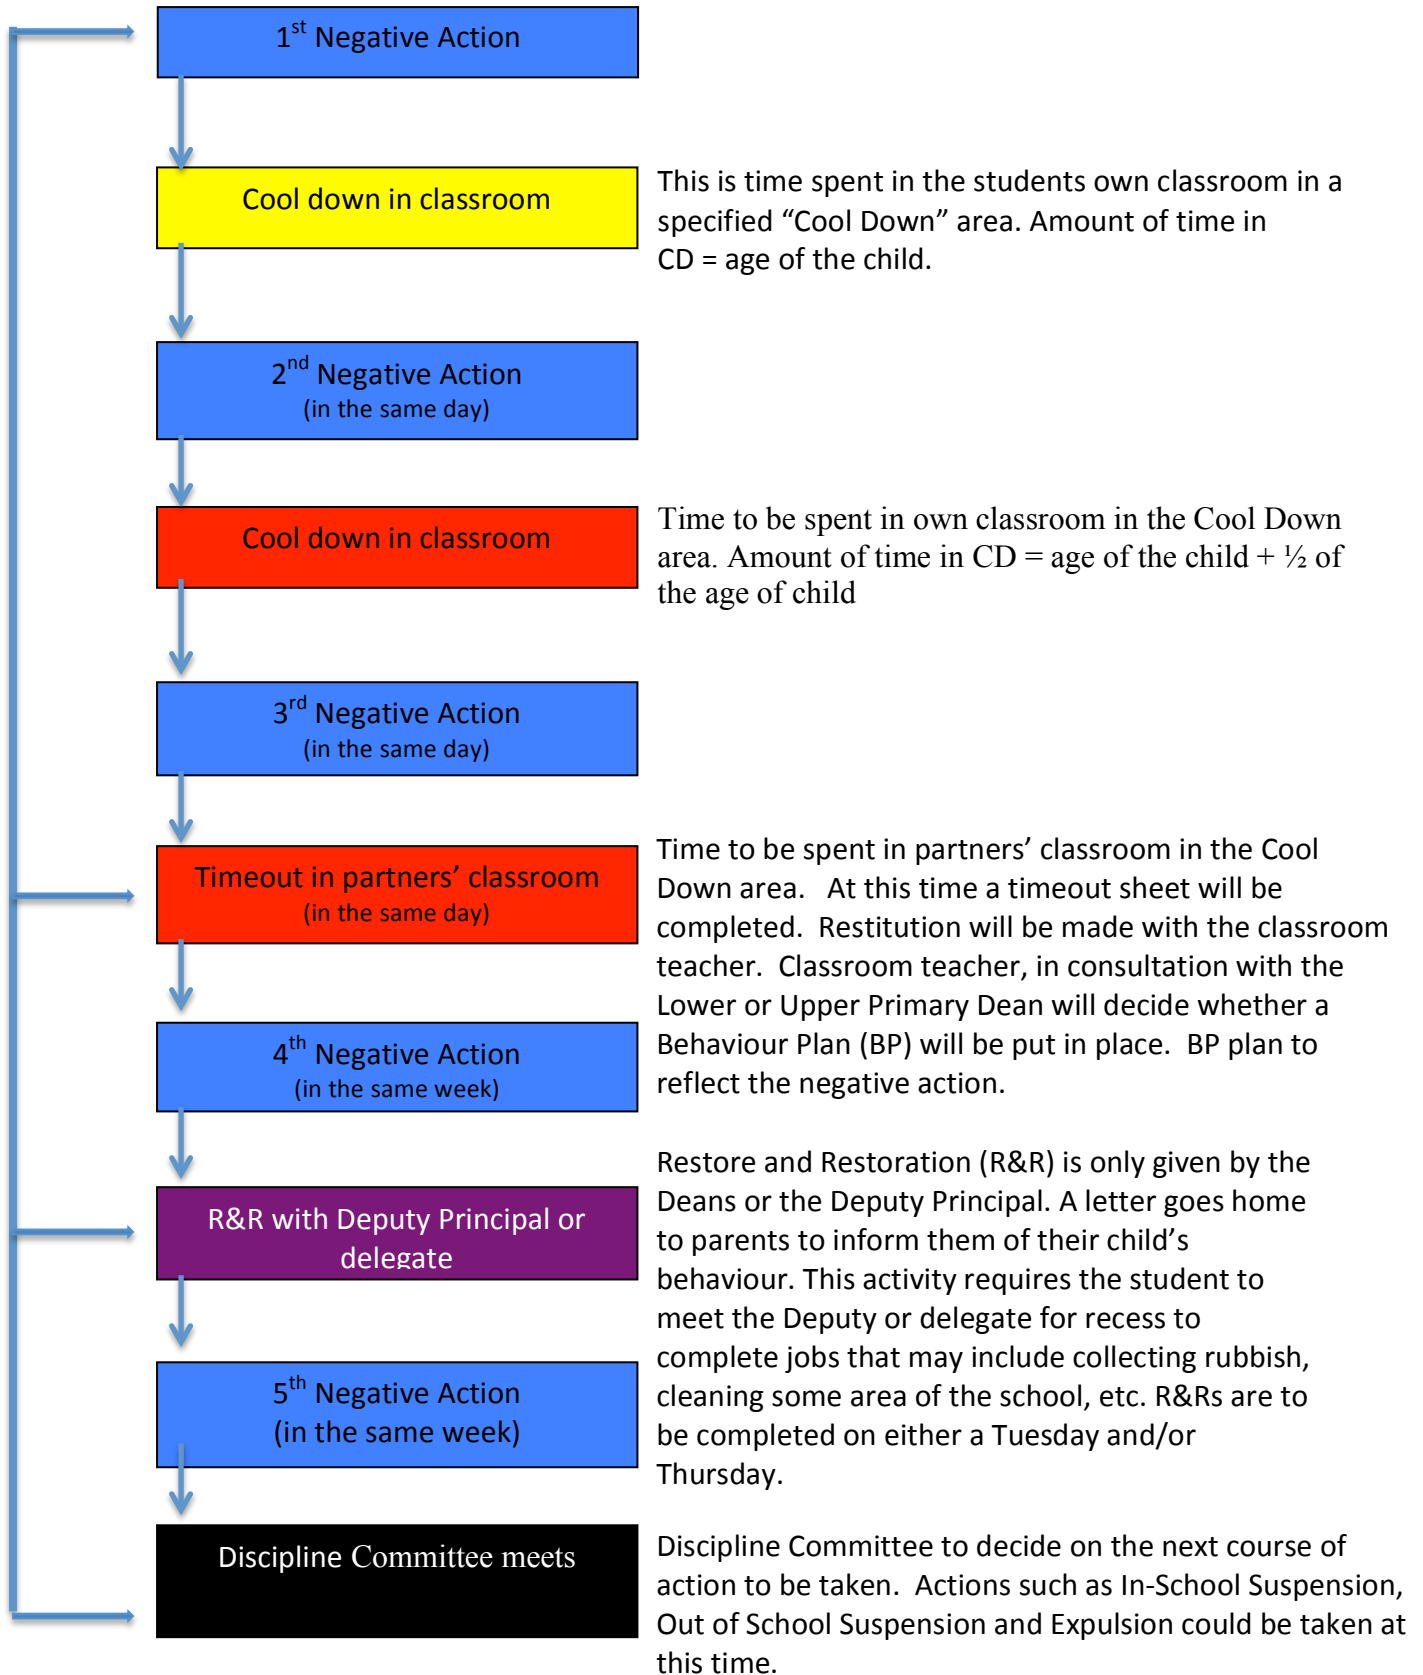 1st Negative Action
Cool down in classroom
This is time spent in the students own classroom in a
specified “Cool Down” area. Amount of time in
CD = age of the child.
2nd Negative Action
(in the same day)
Cool down in classroom
Time to be spent in own classroom in the Cool Down
area. Amount of time in CD = age of the child + ½ of
the age of child
3rd Negative Action
(in the same day)
Timeout in partners’ classroom
(in the same day)
Time to be spent in partners’ classroom in the Cool
Down area.   At this time a timeout sheet will be
completed.  Restitution will be made with the classroom
teacher.  Classroom teacher, in consultation with the
Lower or Upper Primary Dean will decide whether a
Behaviour Plan (BP) will be put in place.  BP plan to
reflect the negative action.
4th Negative Action
(in the same week)
R&R with Deputy Principal or
delegate
Restore and Restoration (R&R) is only given by the
Deans or the Deputy Principal. A letter goes home
to parents to inform them of their child’s
behaviour. This activity requires the student to
meet the Deputy or delegate for recess to
complete jobs that may include collecting rubbish,
cleaning some area of the school, etc. R&Rs are to
be completed on either a Tuesday and/or
Thursday.
5th Negative Action
(in the same week)
Discipline Committee meets
Discipline Committee to decide on the next course of
action to be taken.  Actions such as In-School Suspension,
Out of School Suspension and Expulsion could be taken at
this time.